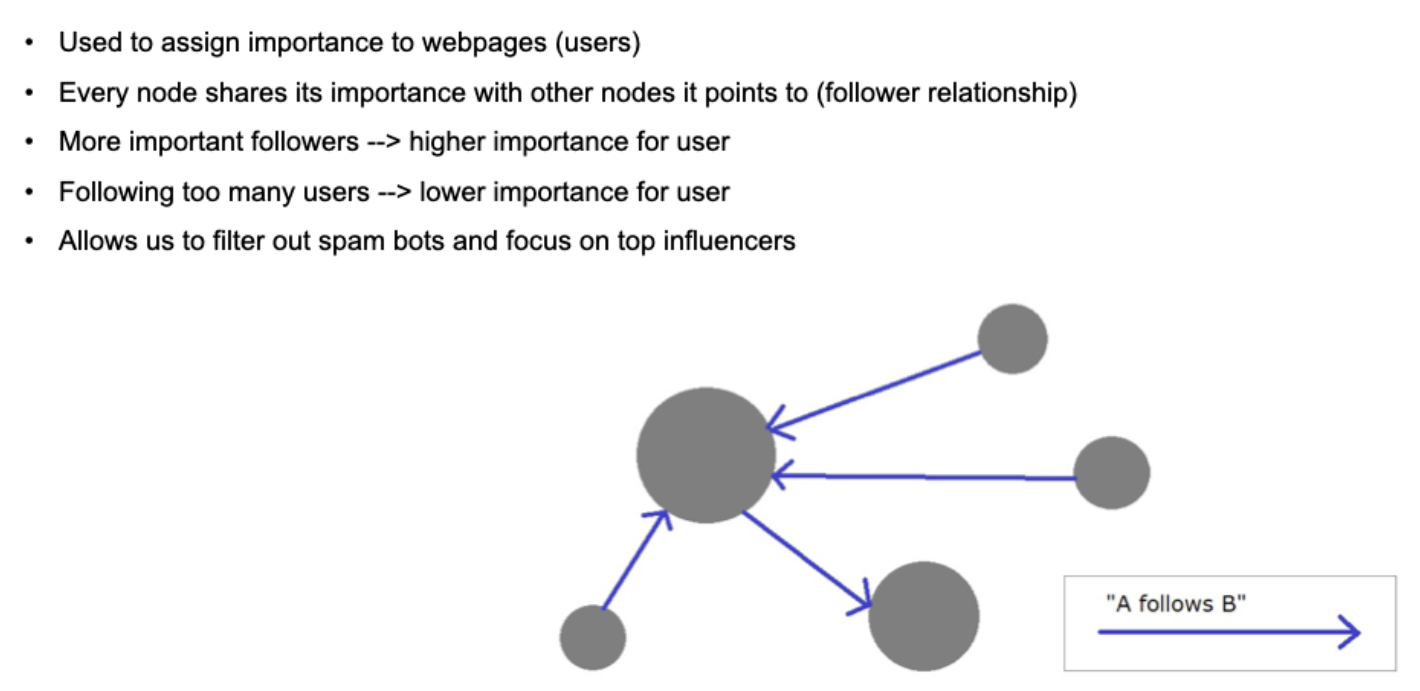 • Used to assign importance to webpages (users)
• Every node shares its importance with other nodes it points to (follower relationship)
• More important followers --> higher importance for user
• Following too many users --> lower importance for user
• Allows us to filter out spam bots and focus on top influencers
"A follows B"